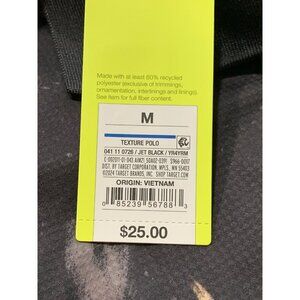 Made with at least 60% recycled
polyester (exclusive of trimmings,
ornamentation, interlinings and linings).
See item for full fiber content.
M
TEXTURE POLO
041 11 0726 / JET BLACK / YR4YRM
DIST. BY TARGET CORPORATION, MPLS, MN 55403
©2024 TARGET BRANDS, INC. SHOP TARGET.COM
ORIGIN: VIETNAM
0 85239 56788 3
$25.00